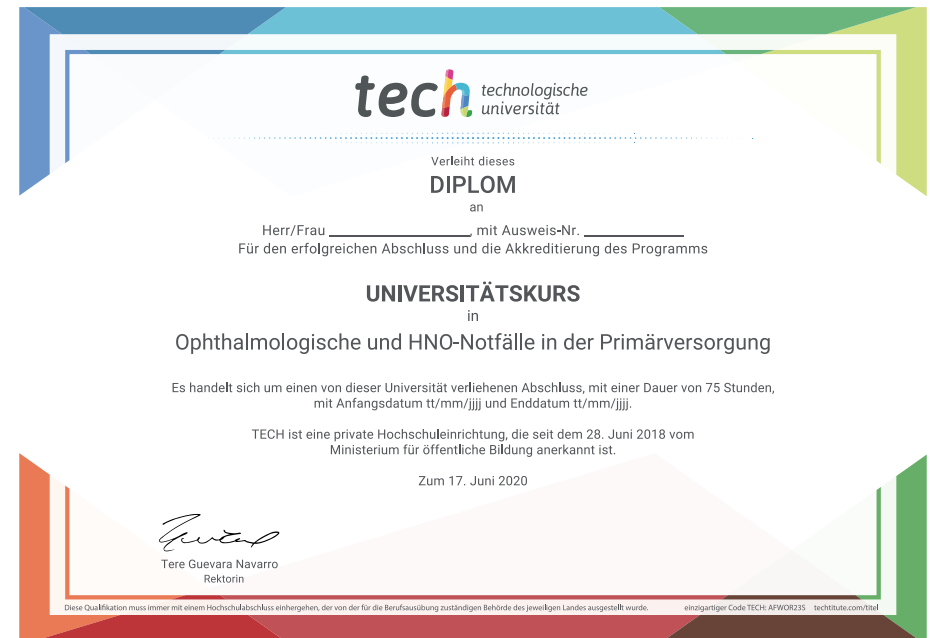 tech technologische
universität
Verleiht dieses
DIPLOM
an
Herr/Frau ____________________, mit Ausweis-Nr. ______________
Für den erfolgreichen Abschluss und die Akkreditierung des Programms
UNIVERSITÄTSKURS
in
Ophthalmologische und HNO-Notfälle in der Primärversorgung
Es handelt sich um einen von dieser Universität verliehenen Abschluss, mit einer Dauer von 75 Stunden,
mit Anfangsdatum tt/mm/jjjj und Enddatum tt/mm/jjjj.
TECH ist eine private Hochschuleinrichtung, die seit dem 28. Juni 2018 vom
Ministerium für öffentliche Bildung anerkannt ist.
Zum 17. Juni 2020
Tere Guevara Navarro
Rektorin
Diese Qualifikation muss immer mit einem Hochschulabschluss einhergehen, der von der für die Berufsausübung zuständigen Behörde des jeweiligen Landes ausgestellt wurde. einzigartiger Code TECH: AFWOR23S techtitute.com/titel